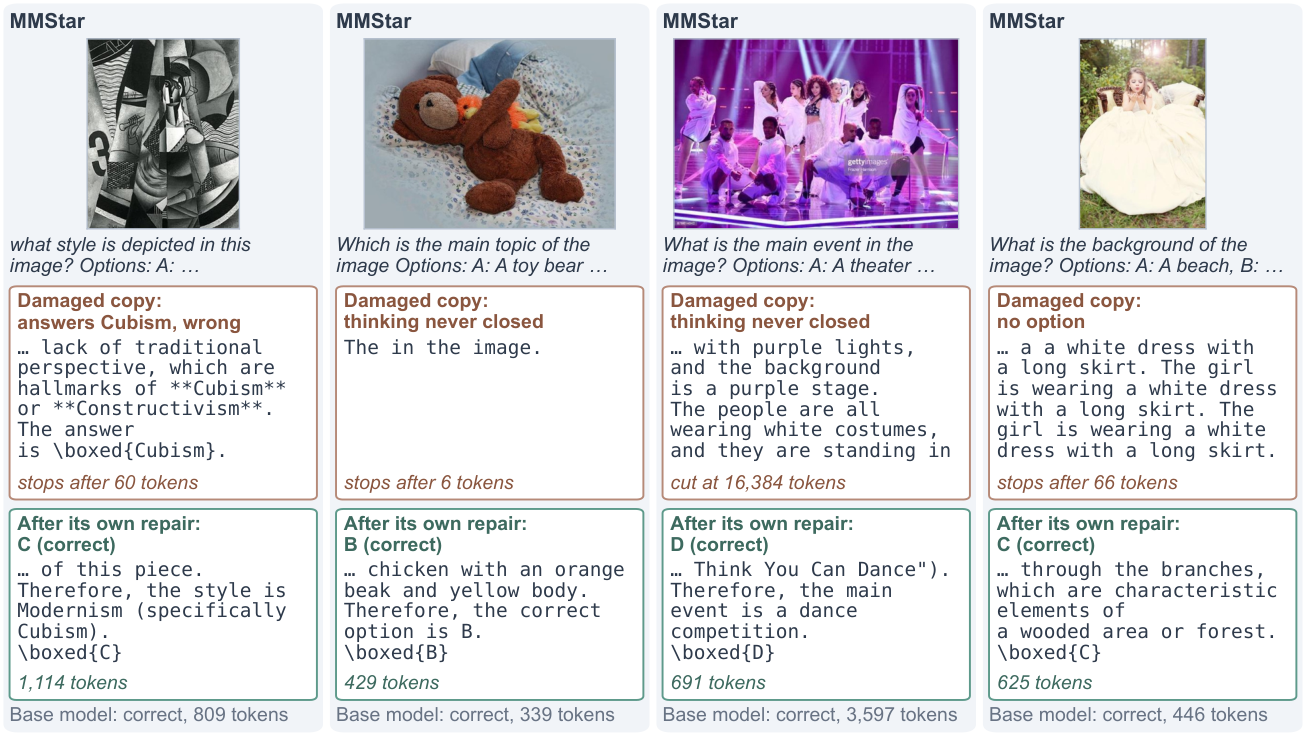 MMStar
3
what style is depicted in this
image? Options: A: …
Damaged copy:
answers Cubism, wrong
… lack of traditional
perspective, which are
hallmarks of **Cubism**
or **Constructivism**.
The answer
is \boxed{Cubism}.
stops after 60 tokens
After its own repair:
C (correct)
… of this piece.
Therefore, the style is
Modernism (specifically
Cubism).
\boxed{C}
1,114 tokens
Base model: correct, 809 tokens
MMStar
Which is the main topic of the
image Options: A: A toy bear …
Damaged copy:
thinking never closed
The in the image.
stops after 6 tokens
After its own repair:
B (correct)
… chicken with an orange
beak and yellow body.
Therefore, the correct
option is B.
\boxed{B}
429 tokens
Base model: correct, 339 tokens
MMStar
gettyimages
What is the main event in the
image? Options: A: A theater …
Damaged copy:
thinking never closed
… with purple lights,
and the background
is a purple stage.
The people are all
wearing white costumes,
and they are standing in
cut at 16,384 tokens
After its own repair:
D (correct)
… Think You Can Dance").
Therefore, the main
event is a dance
competition.
\boxed{D}
691 tokens
Base model: correct, 3,597 tokens
MMStar
What is the background of the
image? Options: A: A beach, B: …
Damaged copy:
no option
… a a white dress with
a long skirt. The girl
is wearing a white dress
with a long skirt. The
girl is wearing a white
dress with a long skirt.
stops after 66 tokens
After its own repair:
C (correct)
… through the branches,
which are characteristic
elements of
a wooded area or forest.
\boxed{C}
625 tokens
Base model: correct, 446 tokens